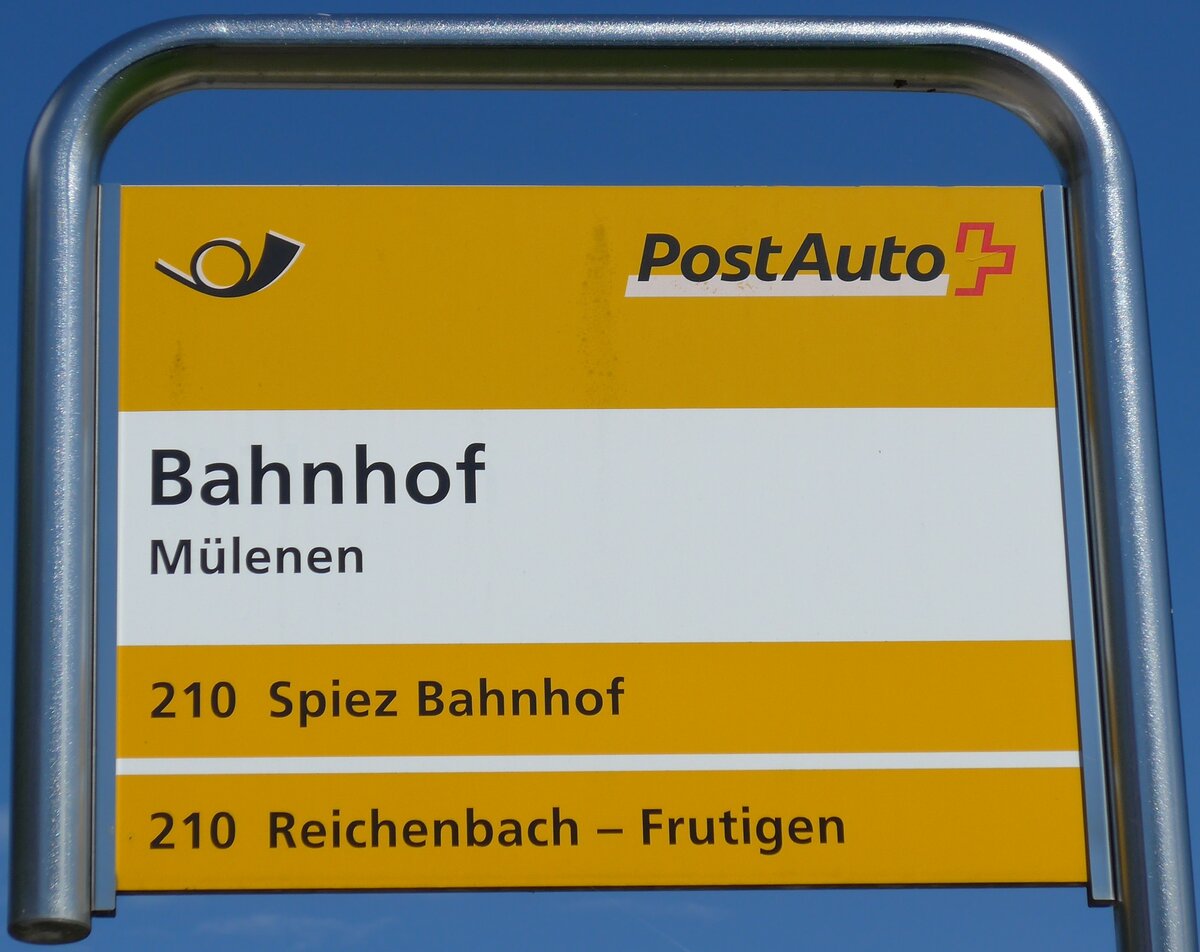 PostAuto
Bahnhof
Mülenen
210 Spiez Bahnhof
210 Reichenbach – Frutigen